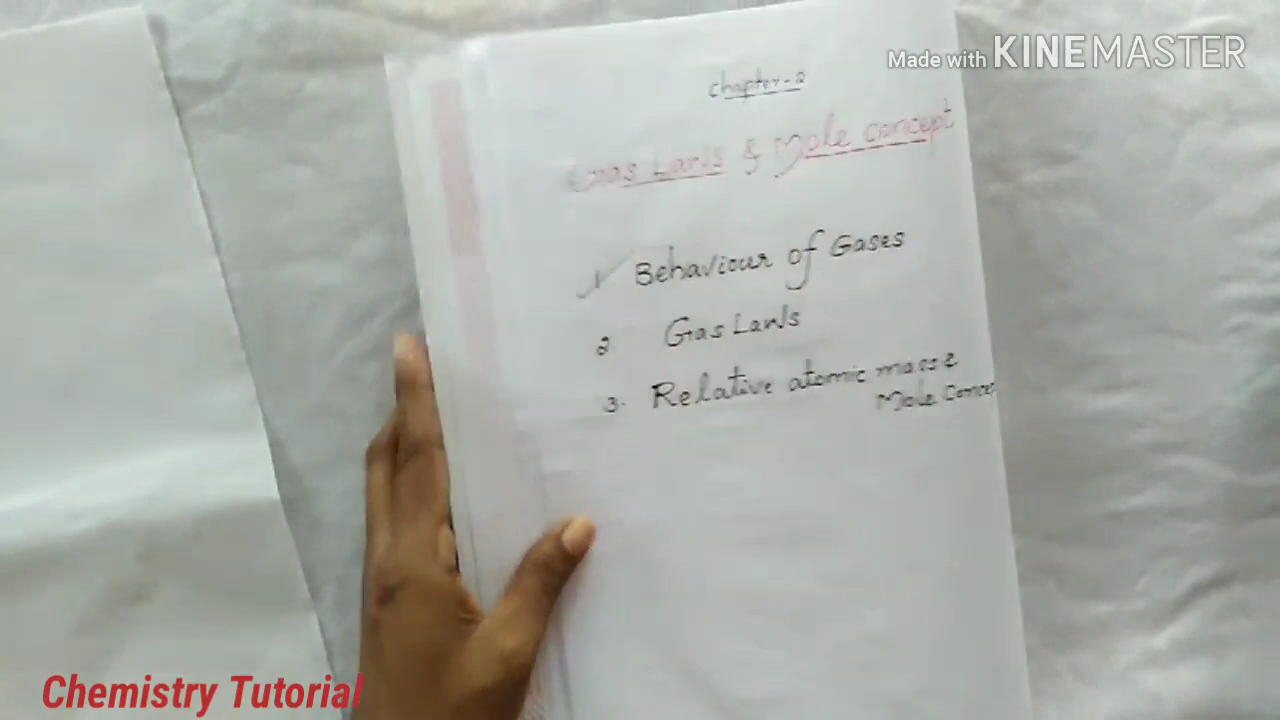 Made with KINEMASTER
Chapter-2
Gas Laws & Mole Concept
1 Behaviour of Gases
2 Gas Laws
3. Relative atomic mass &
Mole Conce
Chemistry Tutorial